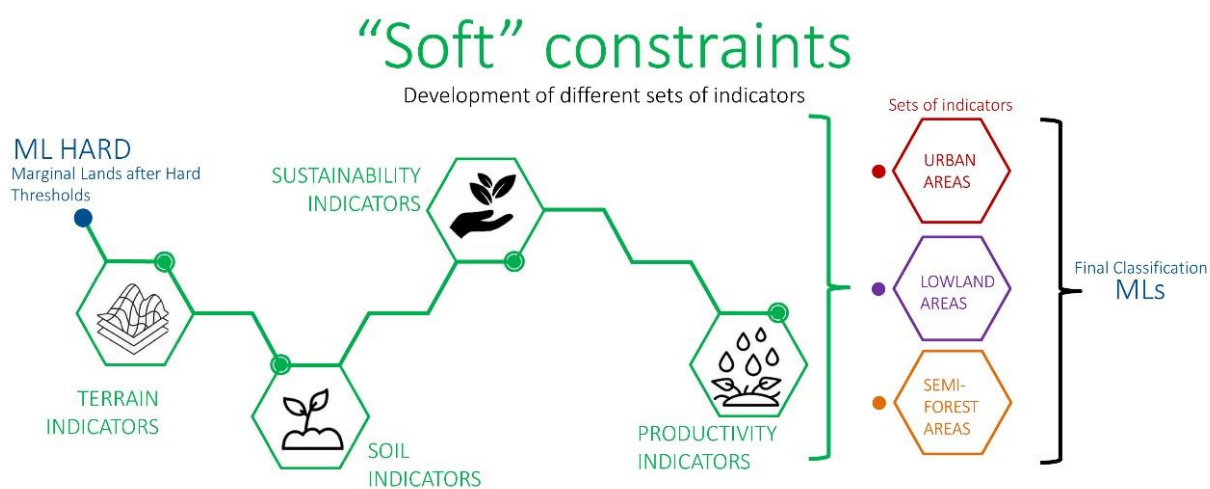 “Soft” constraints
Development of different sets of indicators
ML HARD
Marginal Lands after Hard
Thresholds
TERRAIN
INDICATORS
SOIL
INDICATORS
SUSTAINABILITY
INDICATORS
PRODUCTIVITY
INDICATORS
Sets of indicators
URBAN
AREAS
LOWLAND
AREAS
SEMI-
FOREST
AREAS
Final Classification
MLs